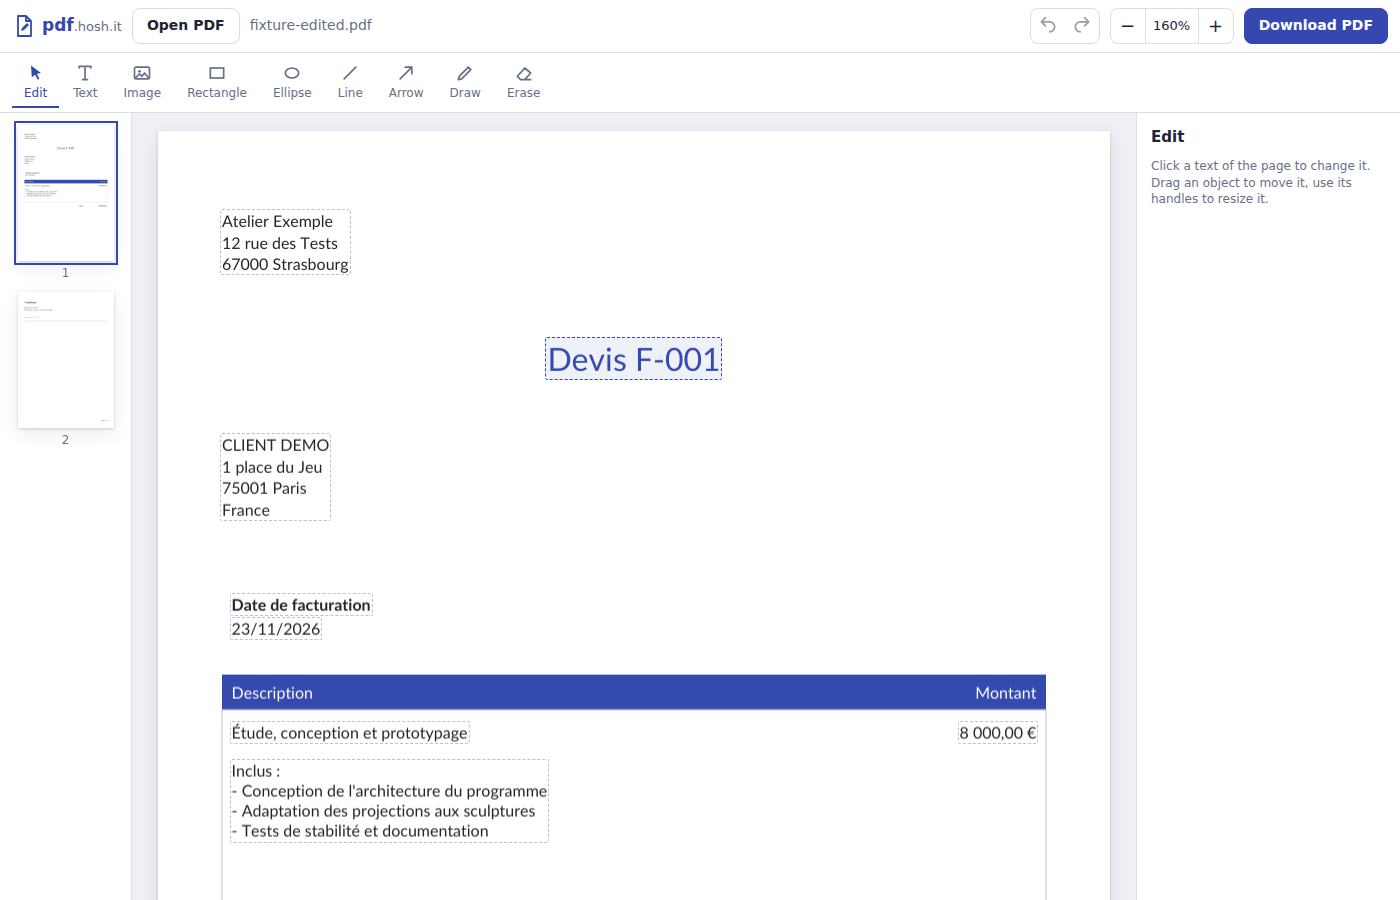 pdf.hosh.it
Open PDF
fixture-edited.pdf
160%
Download PDF
Edit
Text
Image
Rectangle
Ellipse
Line
Arrow
Draw
Erase
1
2
Atelier Exemple
12 rue des Tests
67000 Strasbourg
Devis F-001
CLIENT DEMO
1 place du Jeu
75001 Paris
France
Date de facturation
23/11/2026
Description Montant
Étude, conception et prototypage 8 000,00 €
Inclus :
- Conception de l'architecture du programme
- Adaptation des projections aux sculptures
- Tests de stabilité et documentation
Edit
Click a text of the page to change it.
Drag an object to move it, use its
handles to resize it.